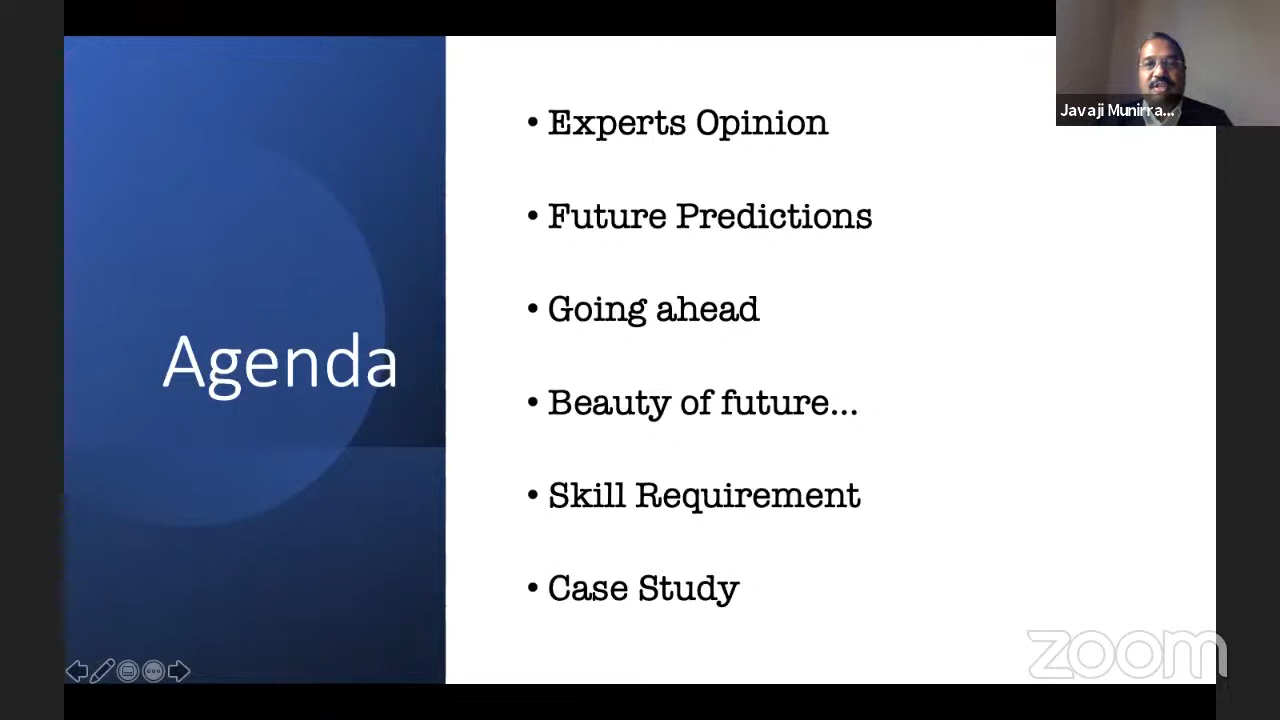 Javaji Munirra...
Agenda
• Experts Opinion
• Future Predictions
• Going ahead
• Beauty of future...
• Skill Requirement
• Case Study
zoom